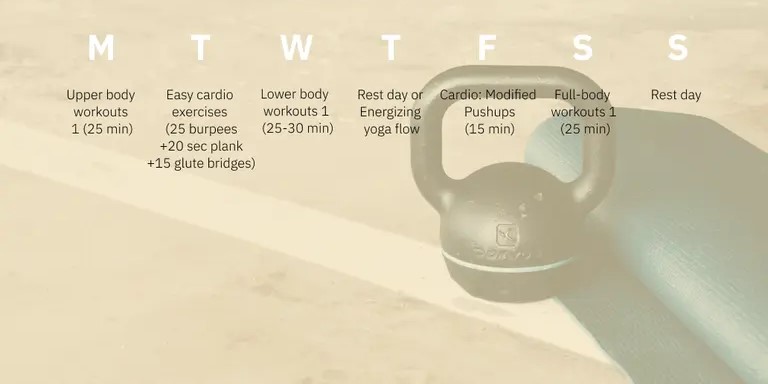 M T W T F S S
Upper body
workouts
1 (25 min)
Easy cardio
exercises
(25 burpees
+20 sec plank
+15 glute bridges)
Lower body
workouts 1
(25-30 min)
Rest day or
Energizing
yoga flow
Cardio: Modified
Pushups
(15 min)
Full-body
workouts 1
(25 min)
Rest day